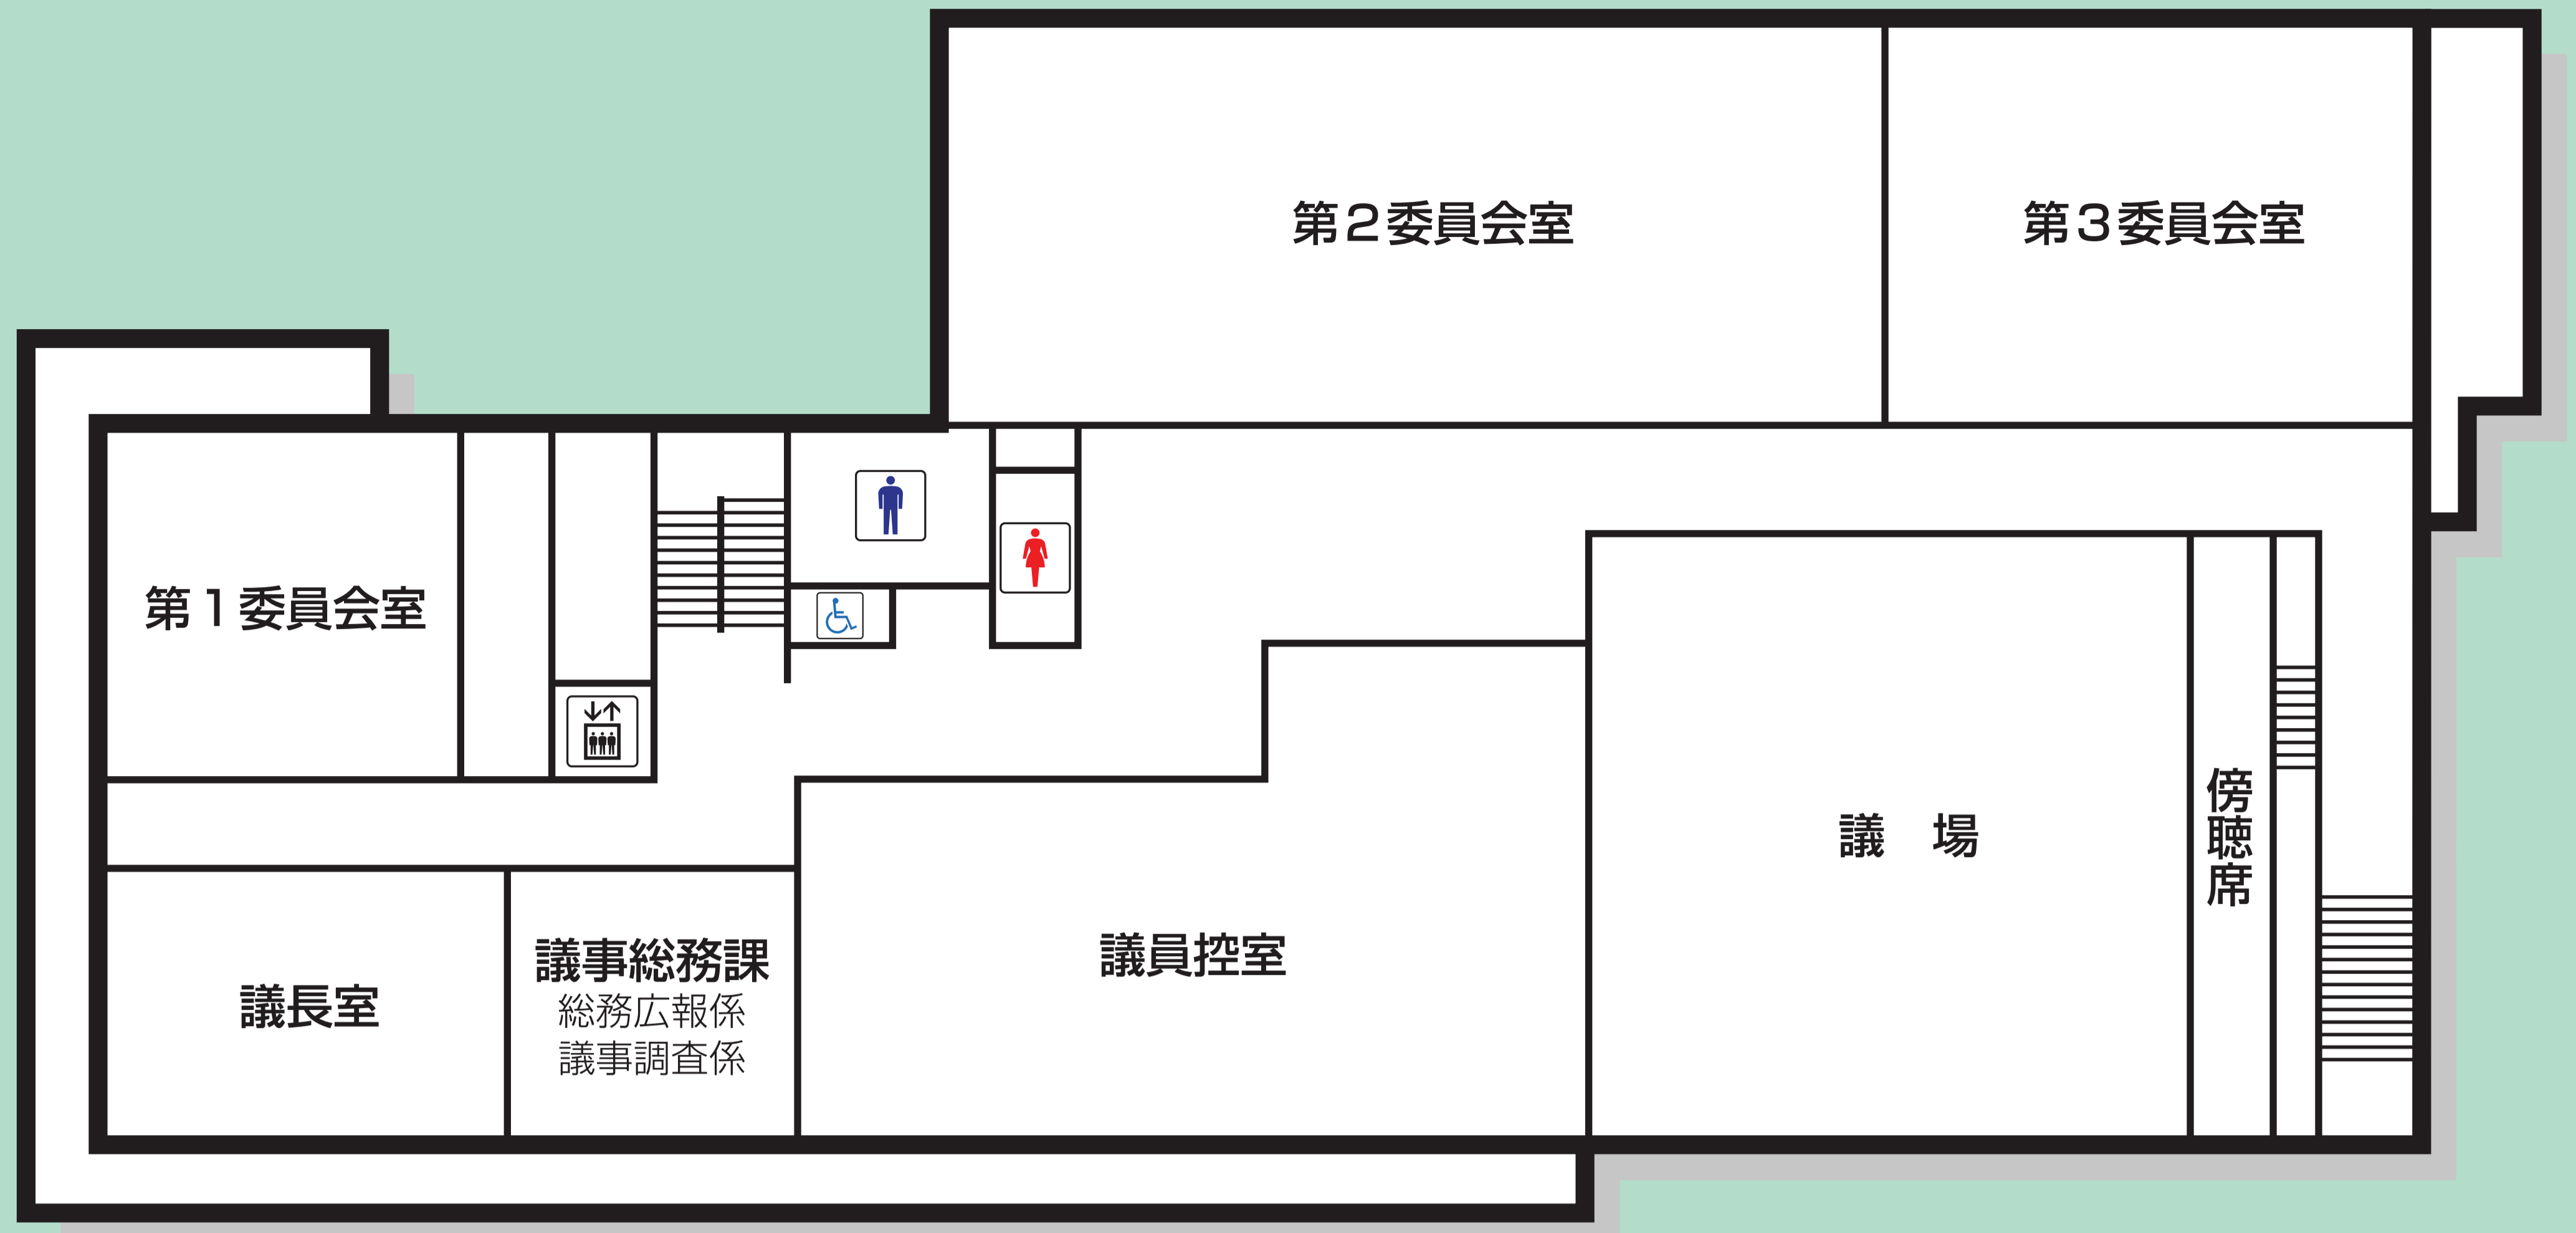 第２委員会室
第３委員会室
第１委員会室
議　場
傍聴席
議員控室
議長室
議事総務課
総務広報係
議事調査係